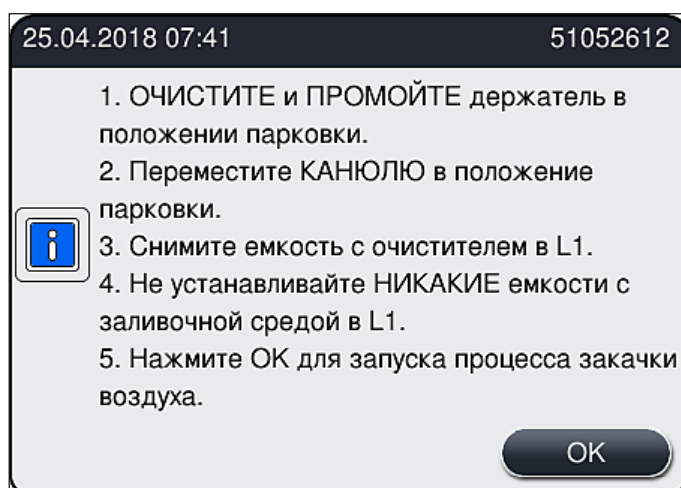 25.04.2018 07:41 51052612
1. ОЧИСТИТЕ и ПРОМОЙТЕ держатель в
положении парковки.
2. Переместите КАНЮЛЮ в положение
парковки.
3. Снимите емкость с очистителем в L1.
4. Не устанавливайте НИКАКИЕ емкости с
заливочной средой в L1.
5. Нажмите OK для запуска процесса закачки
воздуха.
OK